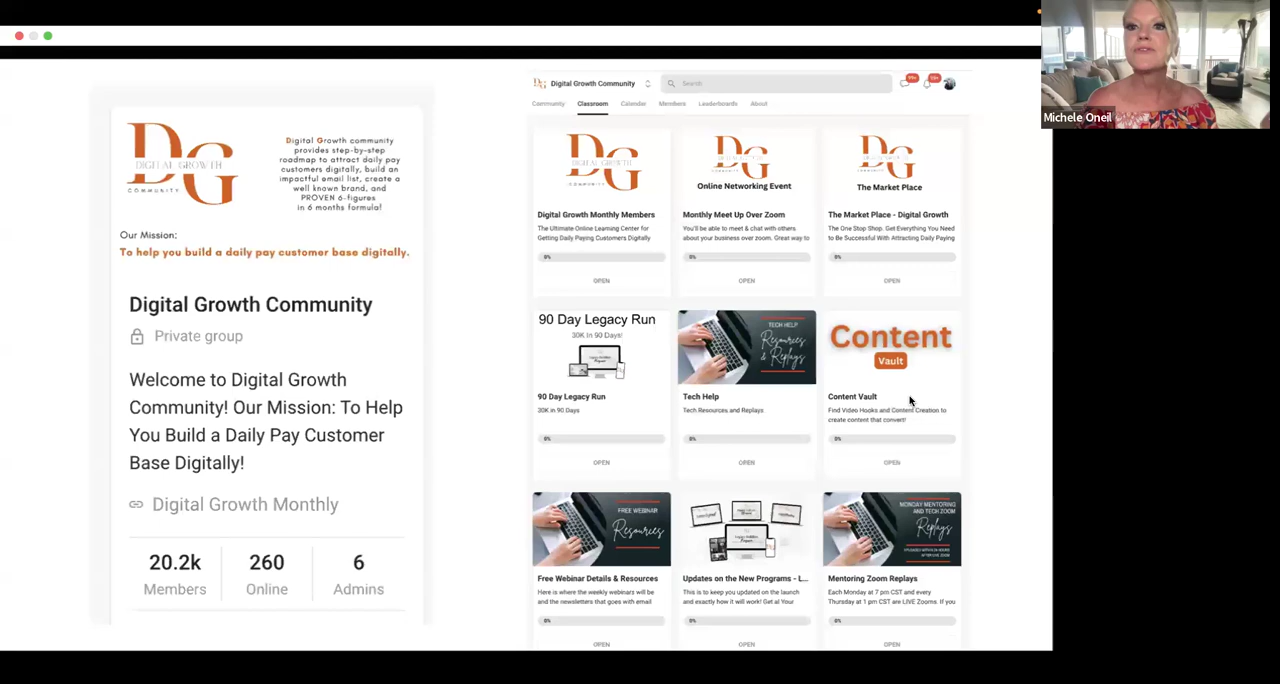 Michele Oneil
DG
DIGITAL GROWTH
COMMUNITY
Digital Growth community
provides step-by-step
roadmap to attract daily pay
customers digitally, build an
impactful email list, create a
well known brand, and
PROVEN 6-figures
in 6 months formula!
Our Mission:
To help you build a daily pay customer base digitally.
Digital Growth Community
Private group
Welcome to Digital Growth
Community! Our Mission: To Help
You Build a Daily Pay Customer
Base Digitally!
Digital Growth Monthly
20.2k 260 6
Members Online Admins
DG Digital Growth Community Search
Community Classroom Calendar Members Leaderboards About
DG
DIGITAL GROWTH
COMMUNITY
Digital Growth Monthly Members
The Ultimate Online Learning Center for
Getting Daily Paying Customers Digitally
0%
OPEN
DG
Online Networking Event
Monthly Meet Up Over Zoom
You'll be able to meet & chat with others
about your business over zoom. Great way to
0%
OPEN
DG
The Market Place
The Market Place - Digital Growth
The One Stop Shop. Get Everything You Need
to Be Successful With Attracting Daily Paying
0%
OPEN
90 Day Legacy Run
30K In 90 Days!
90 Day Legacy Run
30K in 90 Days
0%
OPEN
TECH HELP
Resources
& Replays
Tech Help
Tech Resources and Replays
0%
OPEN
Content
Vault
Content Vault
Find Video Hooks and Content Creation to
create content that convert!
0%
OPEN
FREE WEBINAR
Resources
Free Webinar Details & Resources
Here is where the weekly webinars will be
and the newsletters that goes with email
0%
OPEN
Updates on the New Programs - L...
This is to keep you updated on the launch
and exactly how it will work! Get al Your
0%
OPEN
MONDAY MENTORING
AND TECH ZOOM
Replays
Mentoring Zoom Replays
Each Monday at 7 pm CST and every
Thursday at 1 pm CST are LIVE Zooms. If you
0%
OPEN